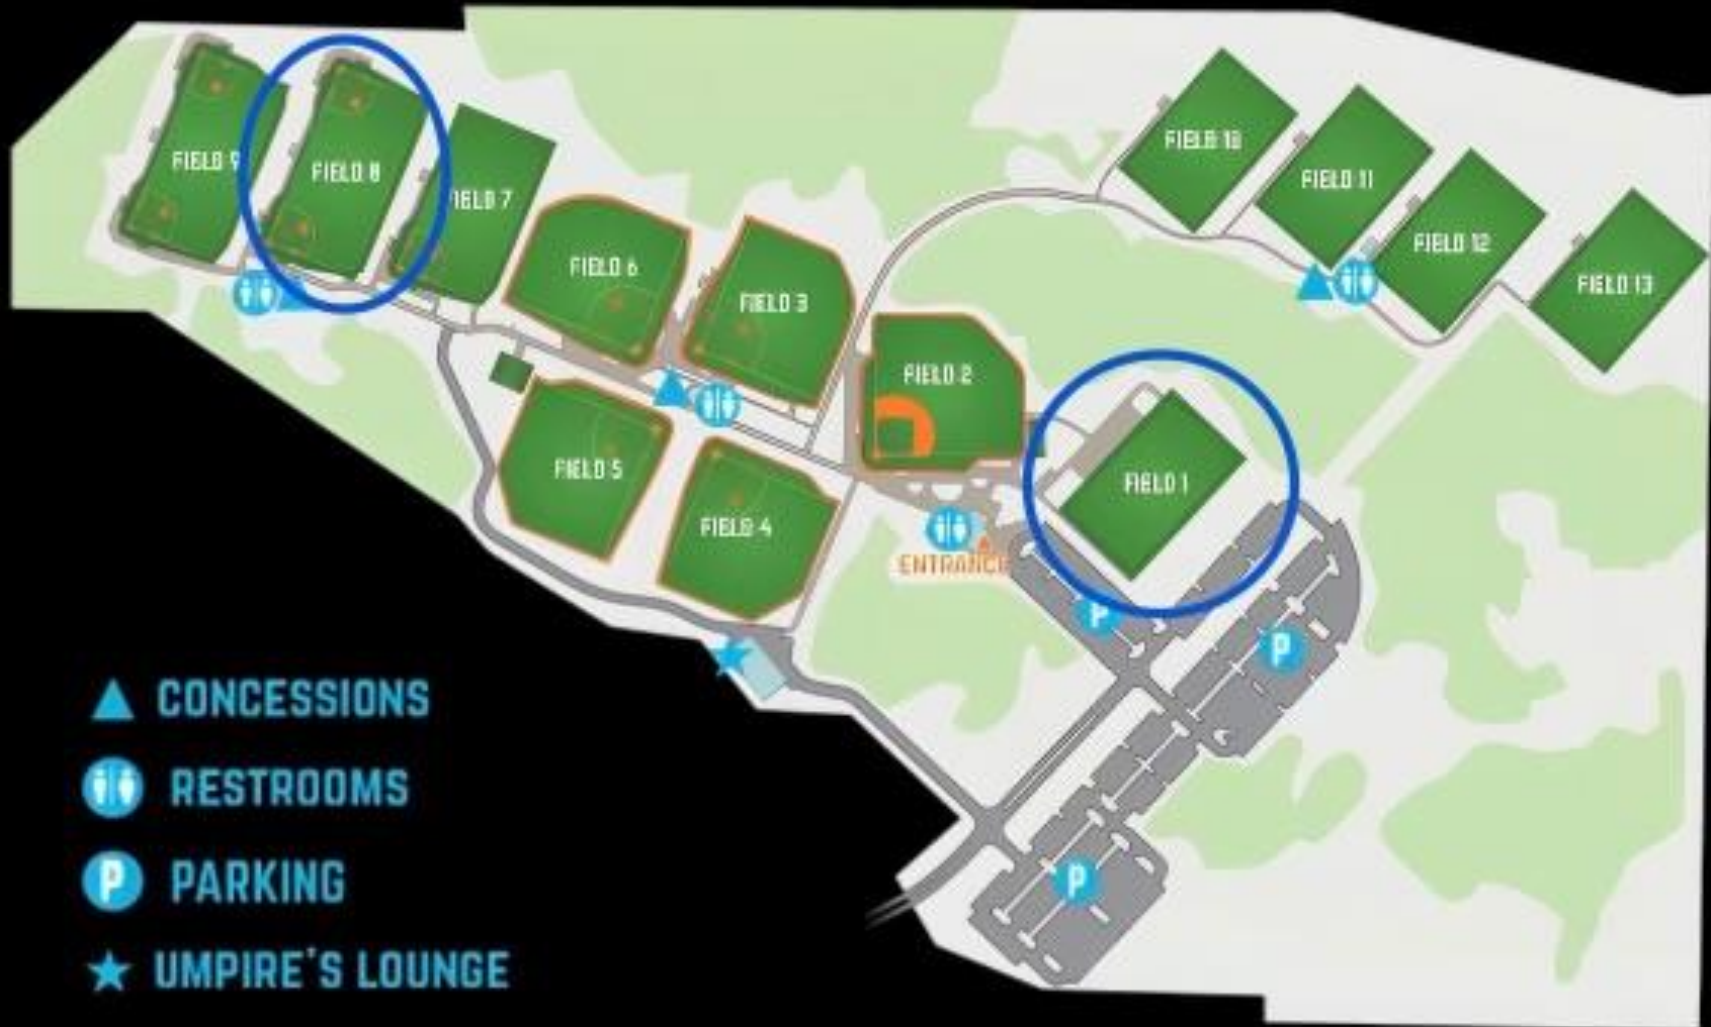 FIELD 9
FIELD 8
FIELD 7
FIELD 6
FIELD 3
FIELD 2
FIELD 5
FIELD 4
FIELD 1
FIELD 10
FIELD 11
FIELD 12
FIELD 13
ENTRANCE
P
P
P
CONCESSIONS
RESTROOMS
P PARKING
UMPIRE'S LOUNGE